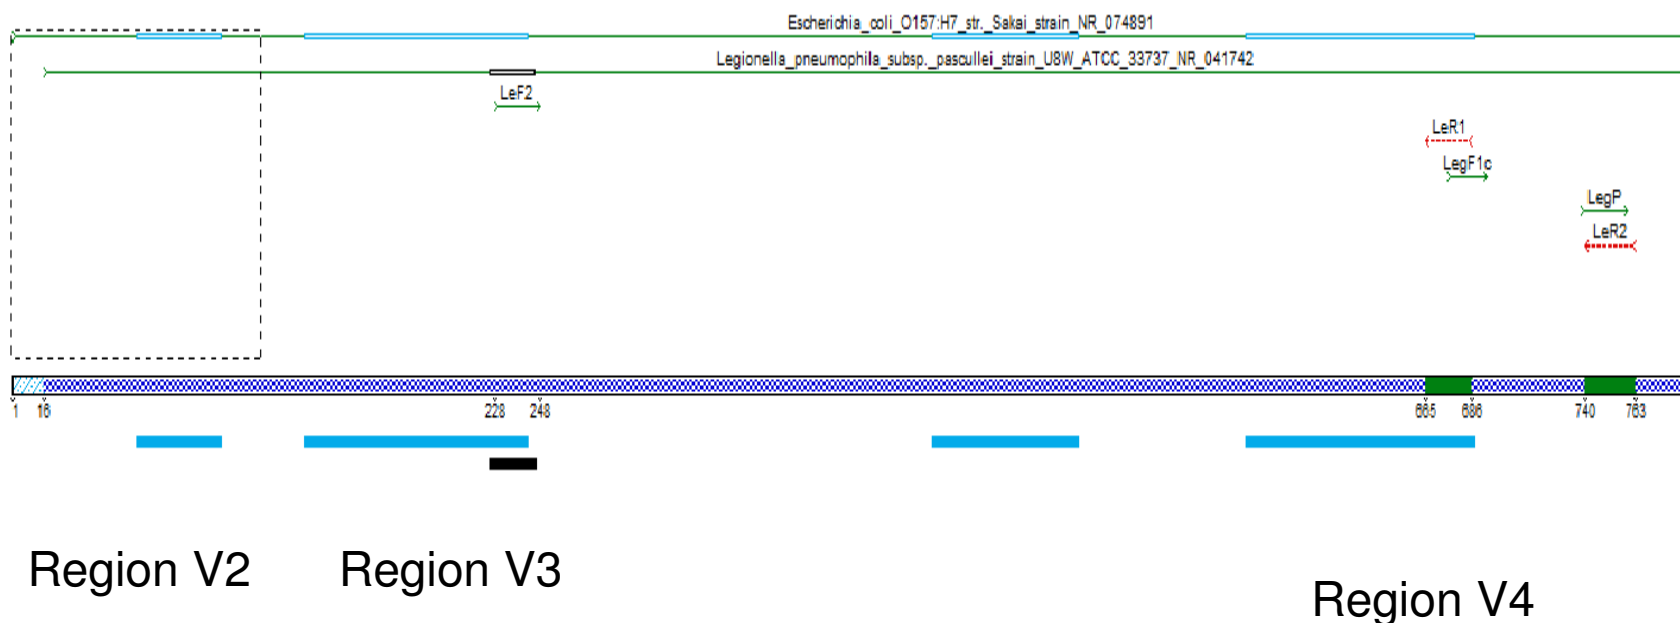 Escherichia_coli_O157:H7_str._Sakai_strain_NR_074891
Legionella_pneumophila_subsp._pascullei_strain_U8W_ATCC_33737_NR_041742
LeF2
LeR1
LegF1c
LegP
LeR2
1 16 228 248 665 686 740 763
Region V2 Region V3
Region V4